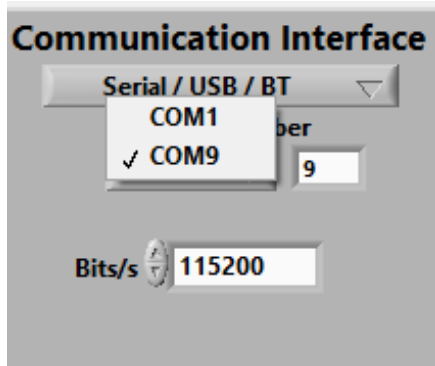 Communication Interface
Serial / USB / BT
COM1
ber
✓ COM9
9
Bits/s 115200